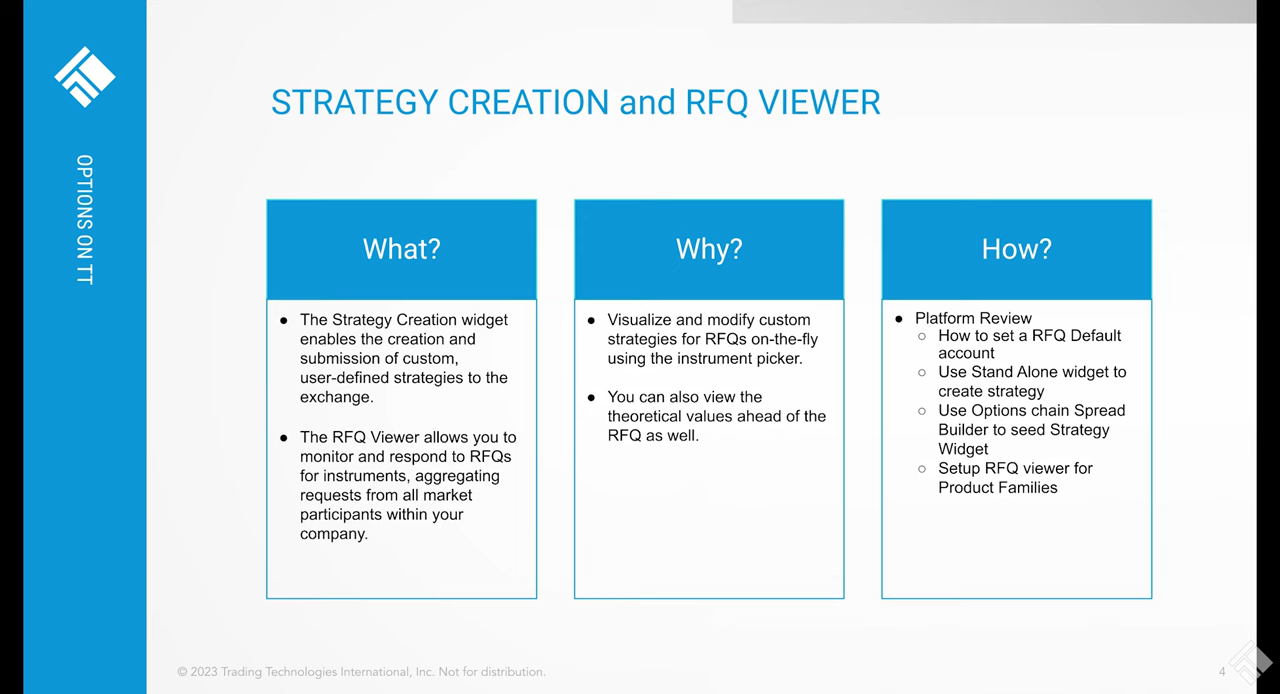 OPTIONS ON TT
STRATEGY CREATION and RFQ VIEWER
What?
● The Strategy Creation widget
enables the creation and
submission of custom,
user-defined strategies to the
exchange.
● The RFQ Viewer allows you to
monitor and respond to RFQs
for instruments, aggregating
requests from all market
participants within your
company.
Why?
● Visualize and modify custom
strategies for RFQs on-the-fly
using the instrument picker.
● You can also view the
theoretical values ahead of the
RFQ as well.
How?
● Platform Review
○ How to set a RFQ Default
account
○ Use Stand Alone widget to
create strategy
○ Use Options chain Spread
Builder to seed Strategy
Widget
○ Setup RFQ viewer for
Product Families
© 2023 Trading Technologies International, Inc. Not for distribution.
4